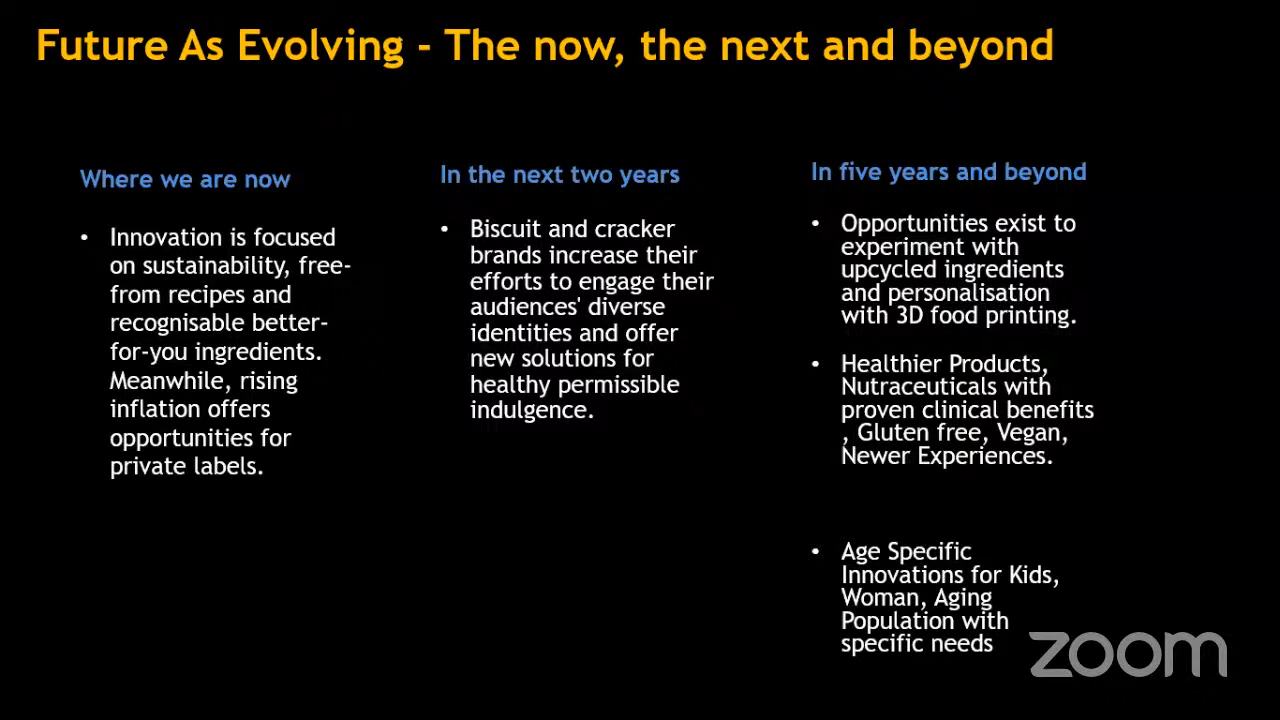 Future As Evolving - The now, the next and beyond
Where we are now
• Innovation is focused
on sustainability, free-
from recipes and
recognisable better-
for-you ingredients.
Meanwhile, rising
inflation offers
opportunities for
private labels.
In the next two years
• Biscuit and cracker
brands increase their
efforts to engage their
audiences' diverse
identities and offer
new solutions for
healthy permissible
indulgence.
In five years and beyond
• Opportunities exist to
experiment with
upcycled ingredients
and personalisation
with 3D food printing.
• Healthier Products,
Nutraceuticals with
proven clinical benefits
, Gluten free, Vegan,
Newer Experiences.
• Age Specific
Innovations for Kids,
Woman, Aging
Population with
specific needs
zoom